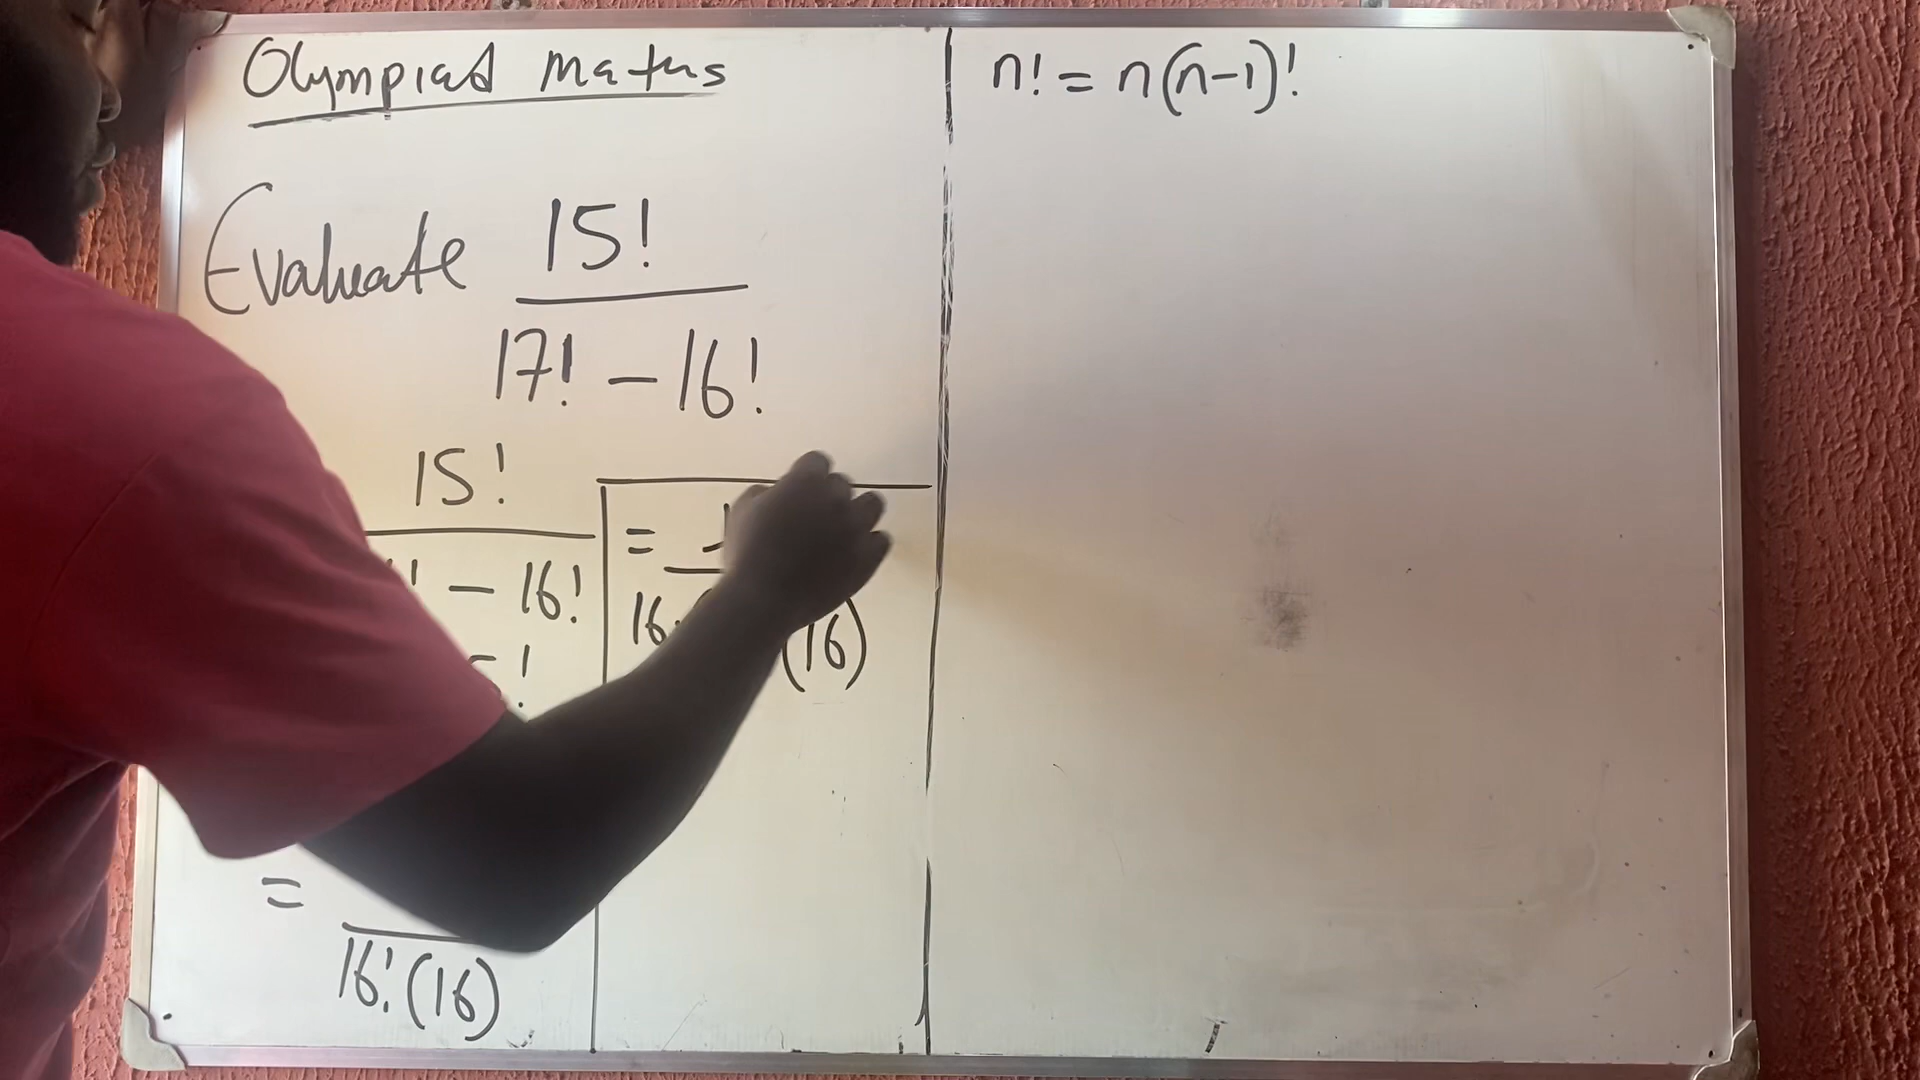 Olympiad maths
Evaluate 15!
17! - 16!
15!
- 16!
!
=
16! (16)
=
16. (16)
n! = n(n-1)!